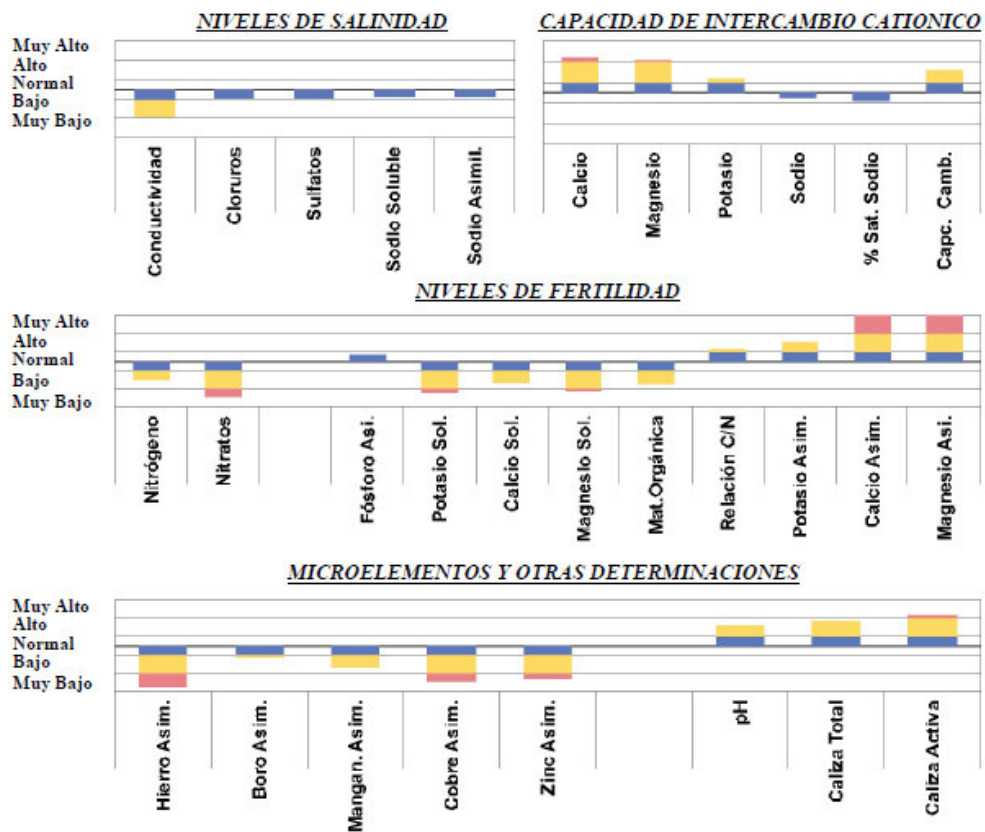 NIVELES DE SALINIDAD
Muy Alto
Alto
Normal
Bajo
Muy Bajo
Conductividad
Cloruros
Sulfatos
Sodio Soluble
Sodio Asimil.
CAPACIDAD DE INTERCAMBIO CATIONICO
Calcio
Magnesio
Potasio
Sodio
% Sat. Sodio
Capc. Camb.
NIVELES DE FERTILIDAD
Muy Alto
Alto
Normal
Bajo
Muy Bajo
Nitrógeno
Nitratos
Fósforo Asi.
Potasio Sol.
Calcio Sol.
Magnesio Sol.
Mat.Orgánica
Relación C/N
Potasio Asim.
Calcio Asim.
Magnesio Asi.
MICROELEMENTOS Y OTRAS DETERMINACIONES
Muy Alto
Alto
Normal
Bajo
Muy Bajo
Hierro Asim.
Boro Asim.
Mangan. Asim.
Cobre Asim.
Zinc Asim.
pH
Caliza Total
Caliza Activa